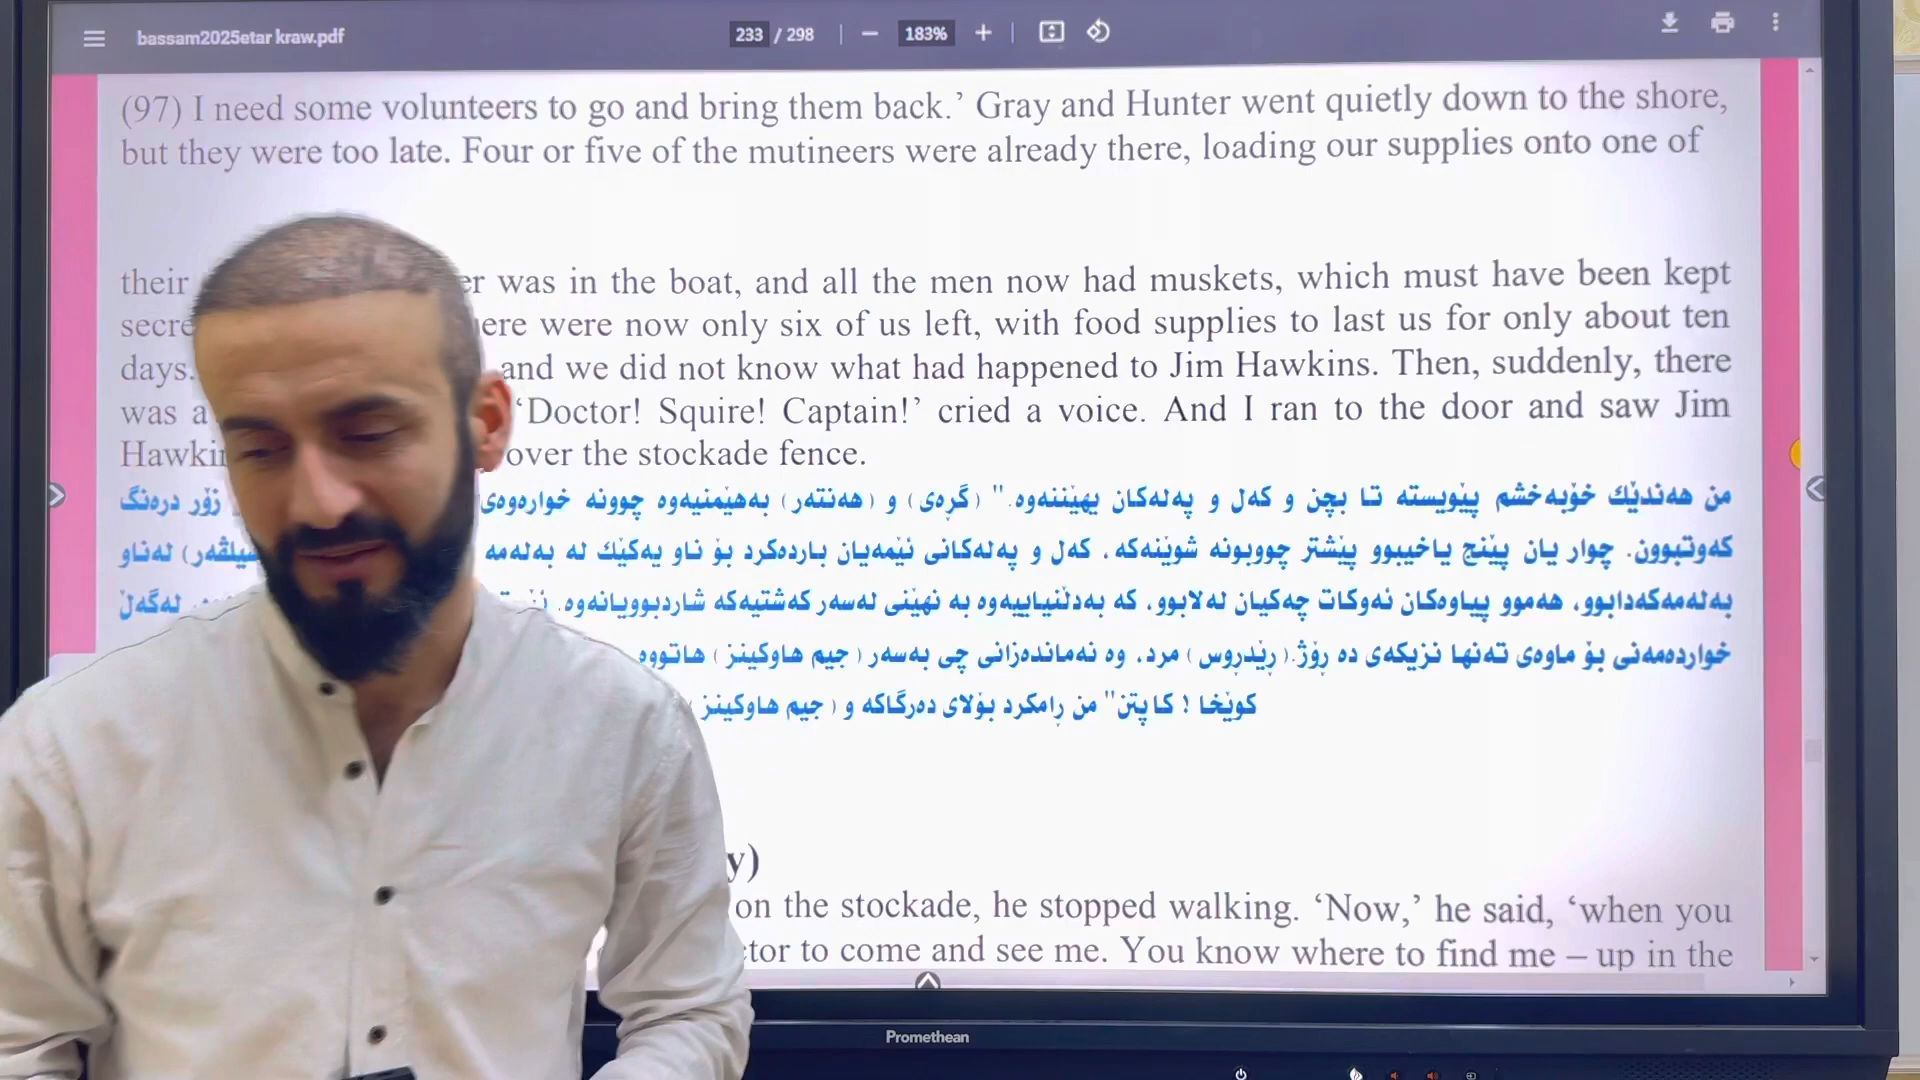 bassam2025etar kraw.pdf
233 / 298
183%
(97) I need some volunteers to go and bring them back.’ Gray and Hunter went quietly down to the shore,
but they were too late. Four or five of the mutineers were already there, loading our supplies onto one of
their was in the boat, and all the men now had muskets, which must have been kept
were now only six of us left, with food supplies to last us for only about ten
days. and we did not know what had happened to Jim Hawkins. Then, suddenly, there
was a ‘Doctor! Squire! Captain!’ cried a voice. And I ran to the door and saw Jim
over the stockade fence.
من هەندێك خۆبەخشم پێویستە تا بچن و کەل و پەلەکان بهێننەوە." (گرەی) و (هەنتەر) بەهێمنیەوە چوونە خوارەوەی زۆر درەنگ
کەوتبوون. چوار یان پێنج یاخیبوو پێشتر چووبونە شوێنەکە، کەل و پەلەکانی ئێمەیان باردەکرد بۆ ناو یەکێك لە بەلەمە لەناو
بەلەمەکەدابوو، هەموو پیاوەکان ئەوکات چەکیان لەلابوو، کە بەدڵنیاییەوە بە نهێنی لەسەر کەشتیەکە شاردبوویانەوە. لەگەڵ
خواردەمەنی بۆ ماوەی تەنها نزیکەی دە ڕۆژ.(ڕێدروس) مرد، وە نەماندەزانی چی بەسەر (جیم هاوکینز) هاتووە
کوێخا ! کاپتن" من ڕامکرد بۆلای دەرگاکە و (جیم هاوکینز
on the stockade, he stopped walking. ‘Now,’ he said, ‘when you
to come and see me. You know where to find me – up in the
Promethean